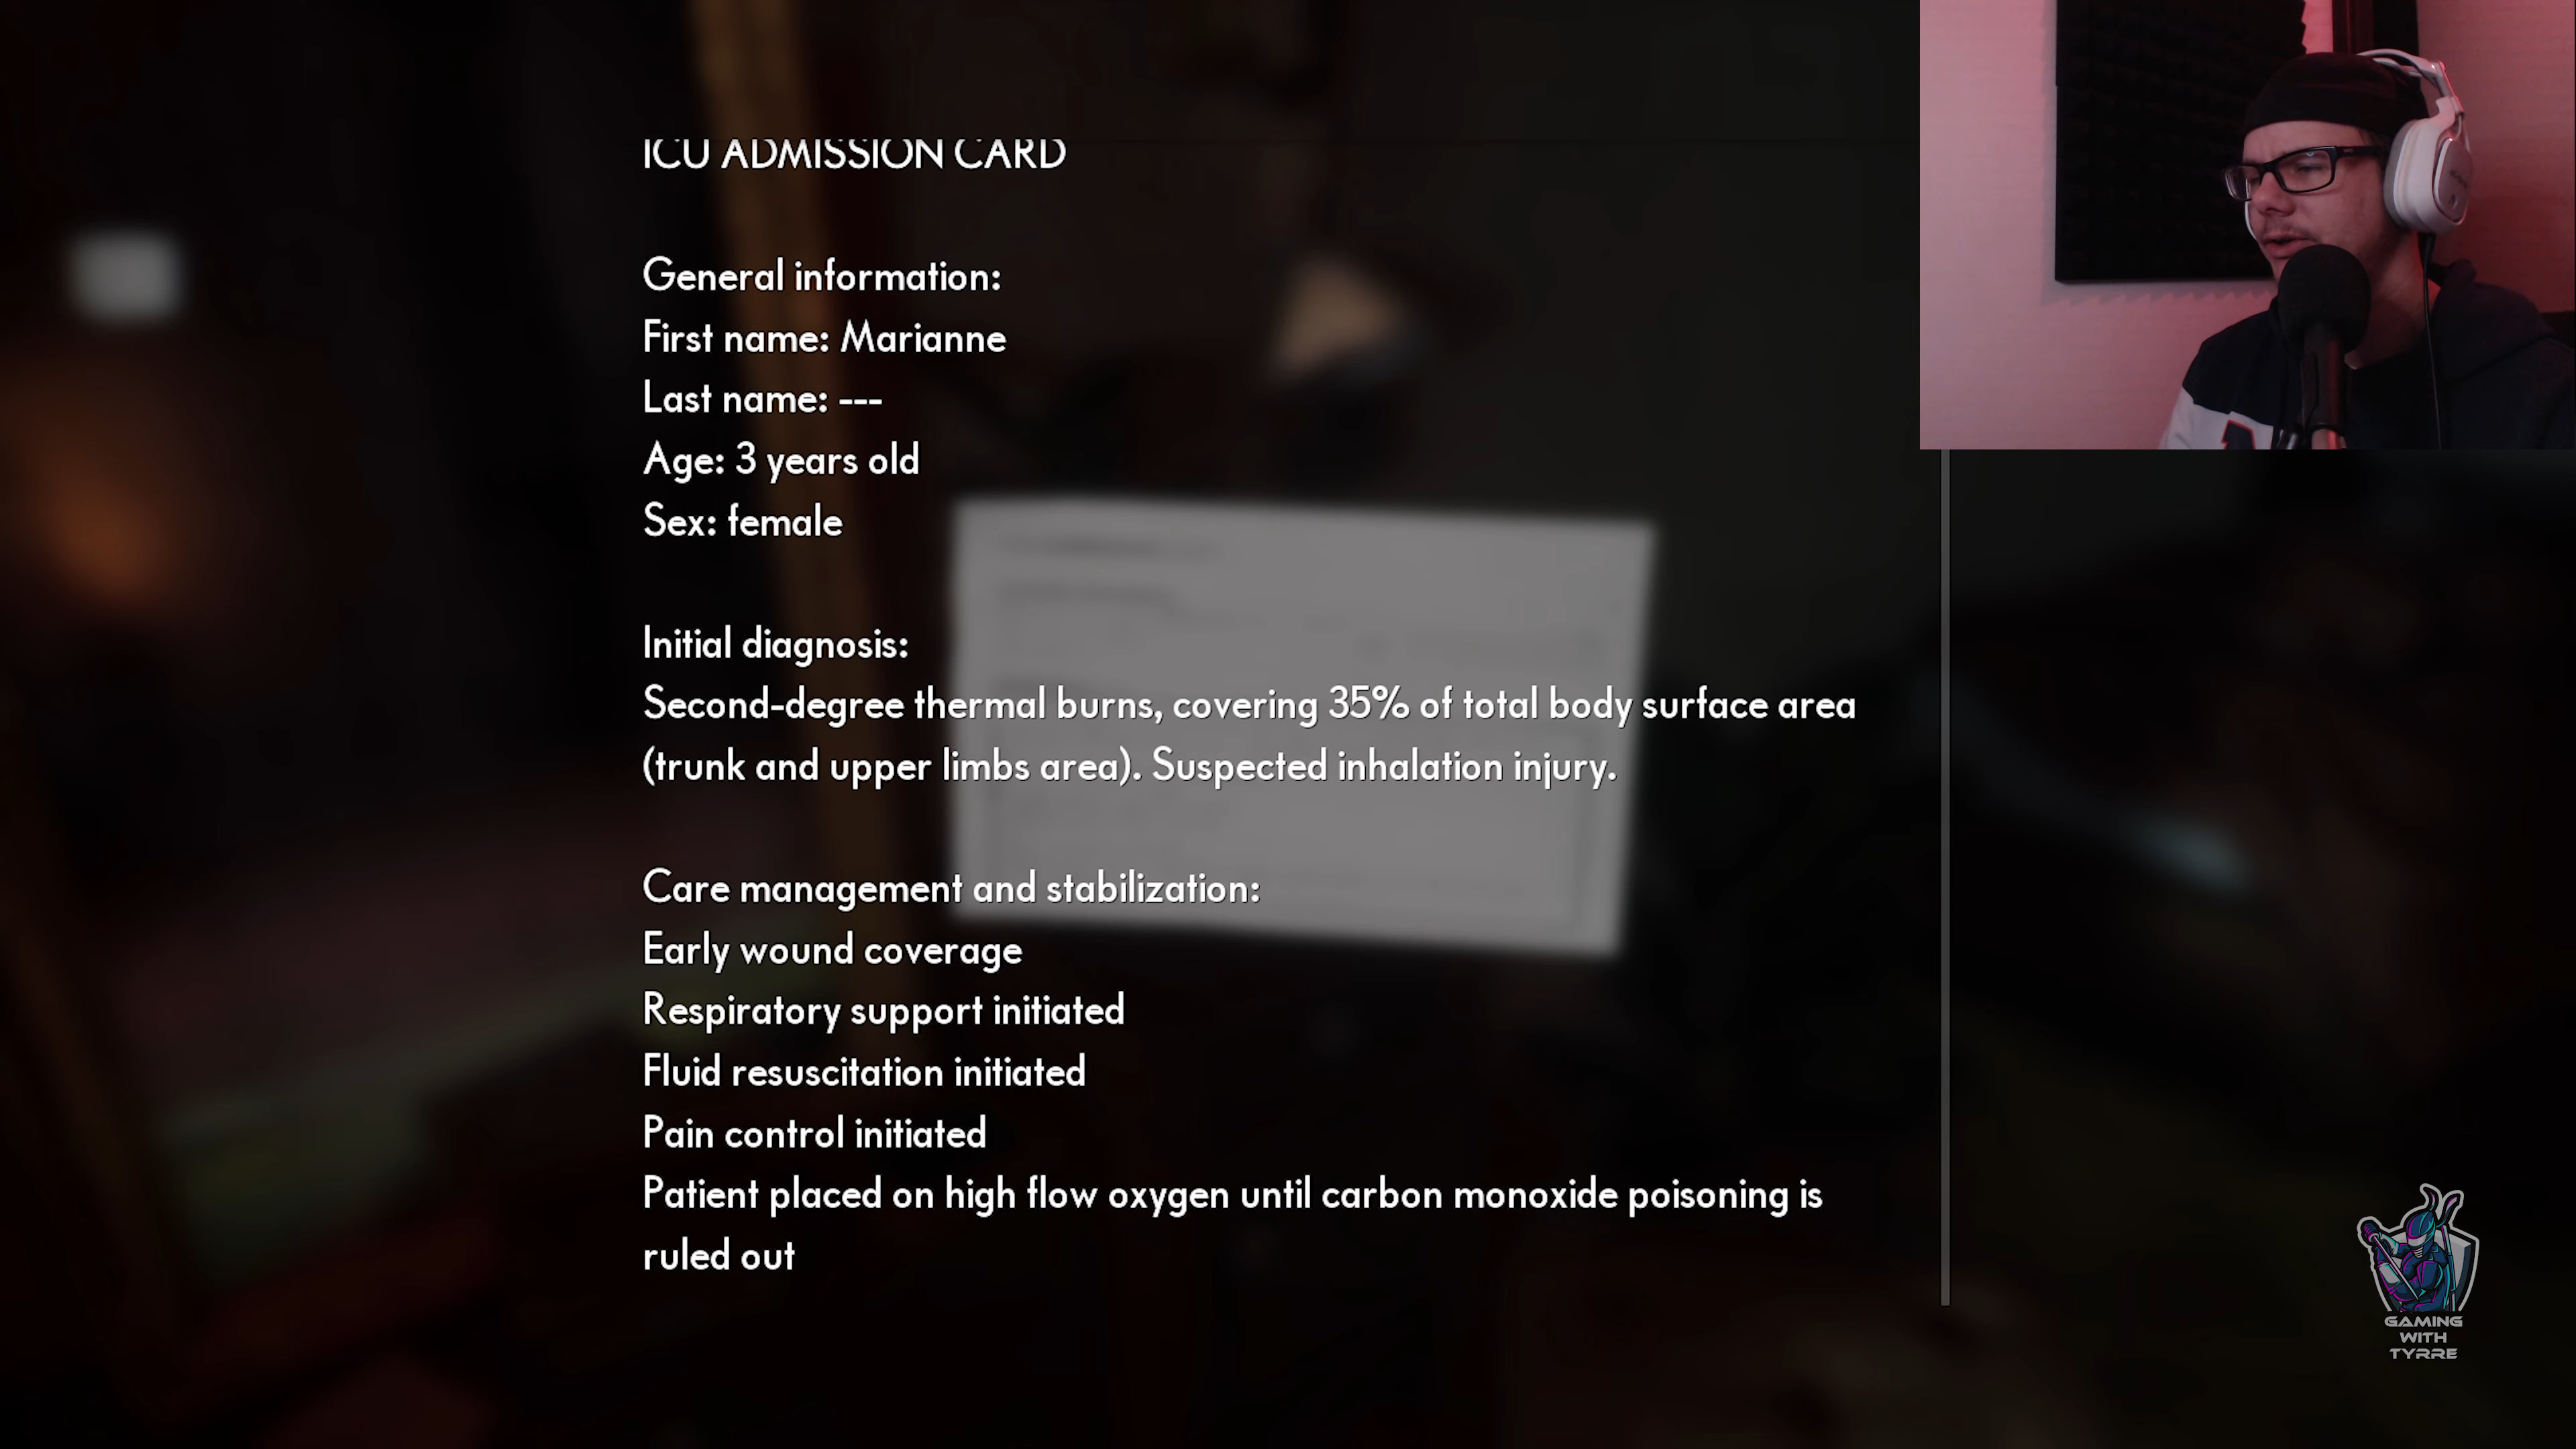 ICU ADMISSION CARD
General information:
First name: Marianne
Last name: ---
Age: 3 years old
Sex: female
Initial diagnosis:
Second-degree thermal burns, covering 35% of total body surface area
(trunk and upper limbs area). Suspected inhalation injury.
Care management and stabilization:
Early wound coverage
Respiratory support initiated
Fluid resuscitation initiated
Pain control initiated
Patient placed on high flow oxygen until carbon monoxide poisoning is
ruled out
GAMING
WITH
TYRRE